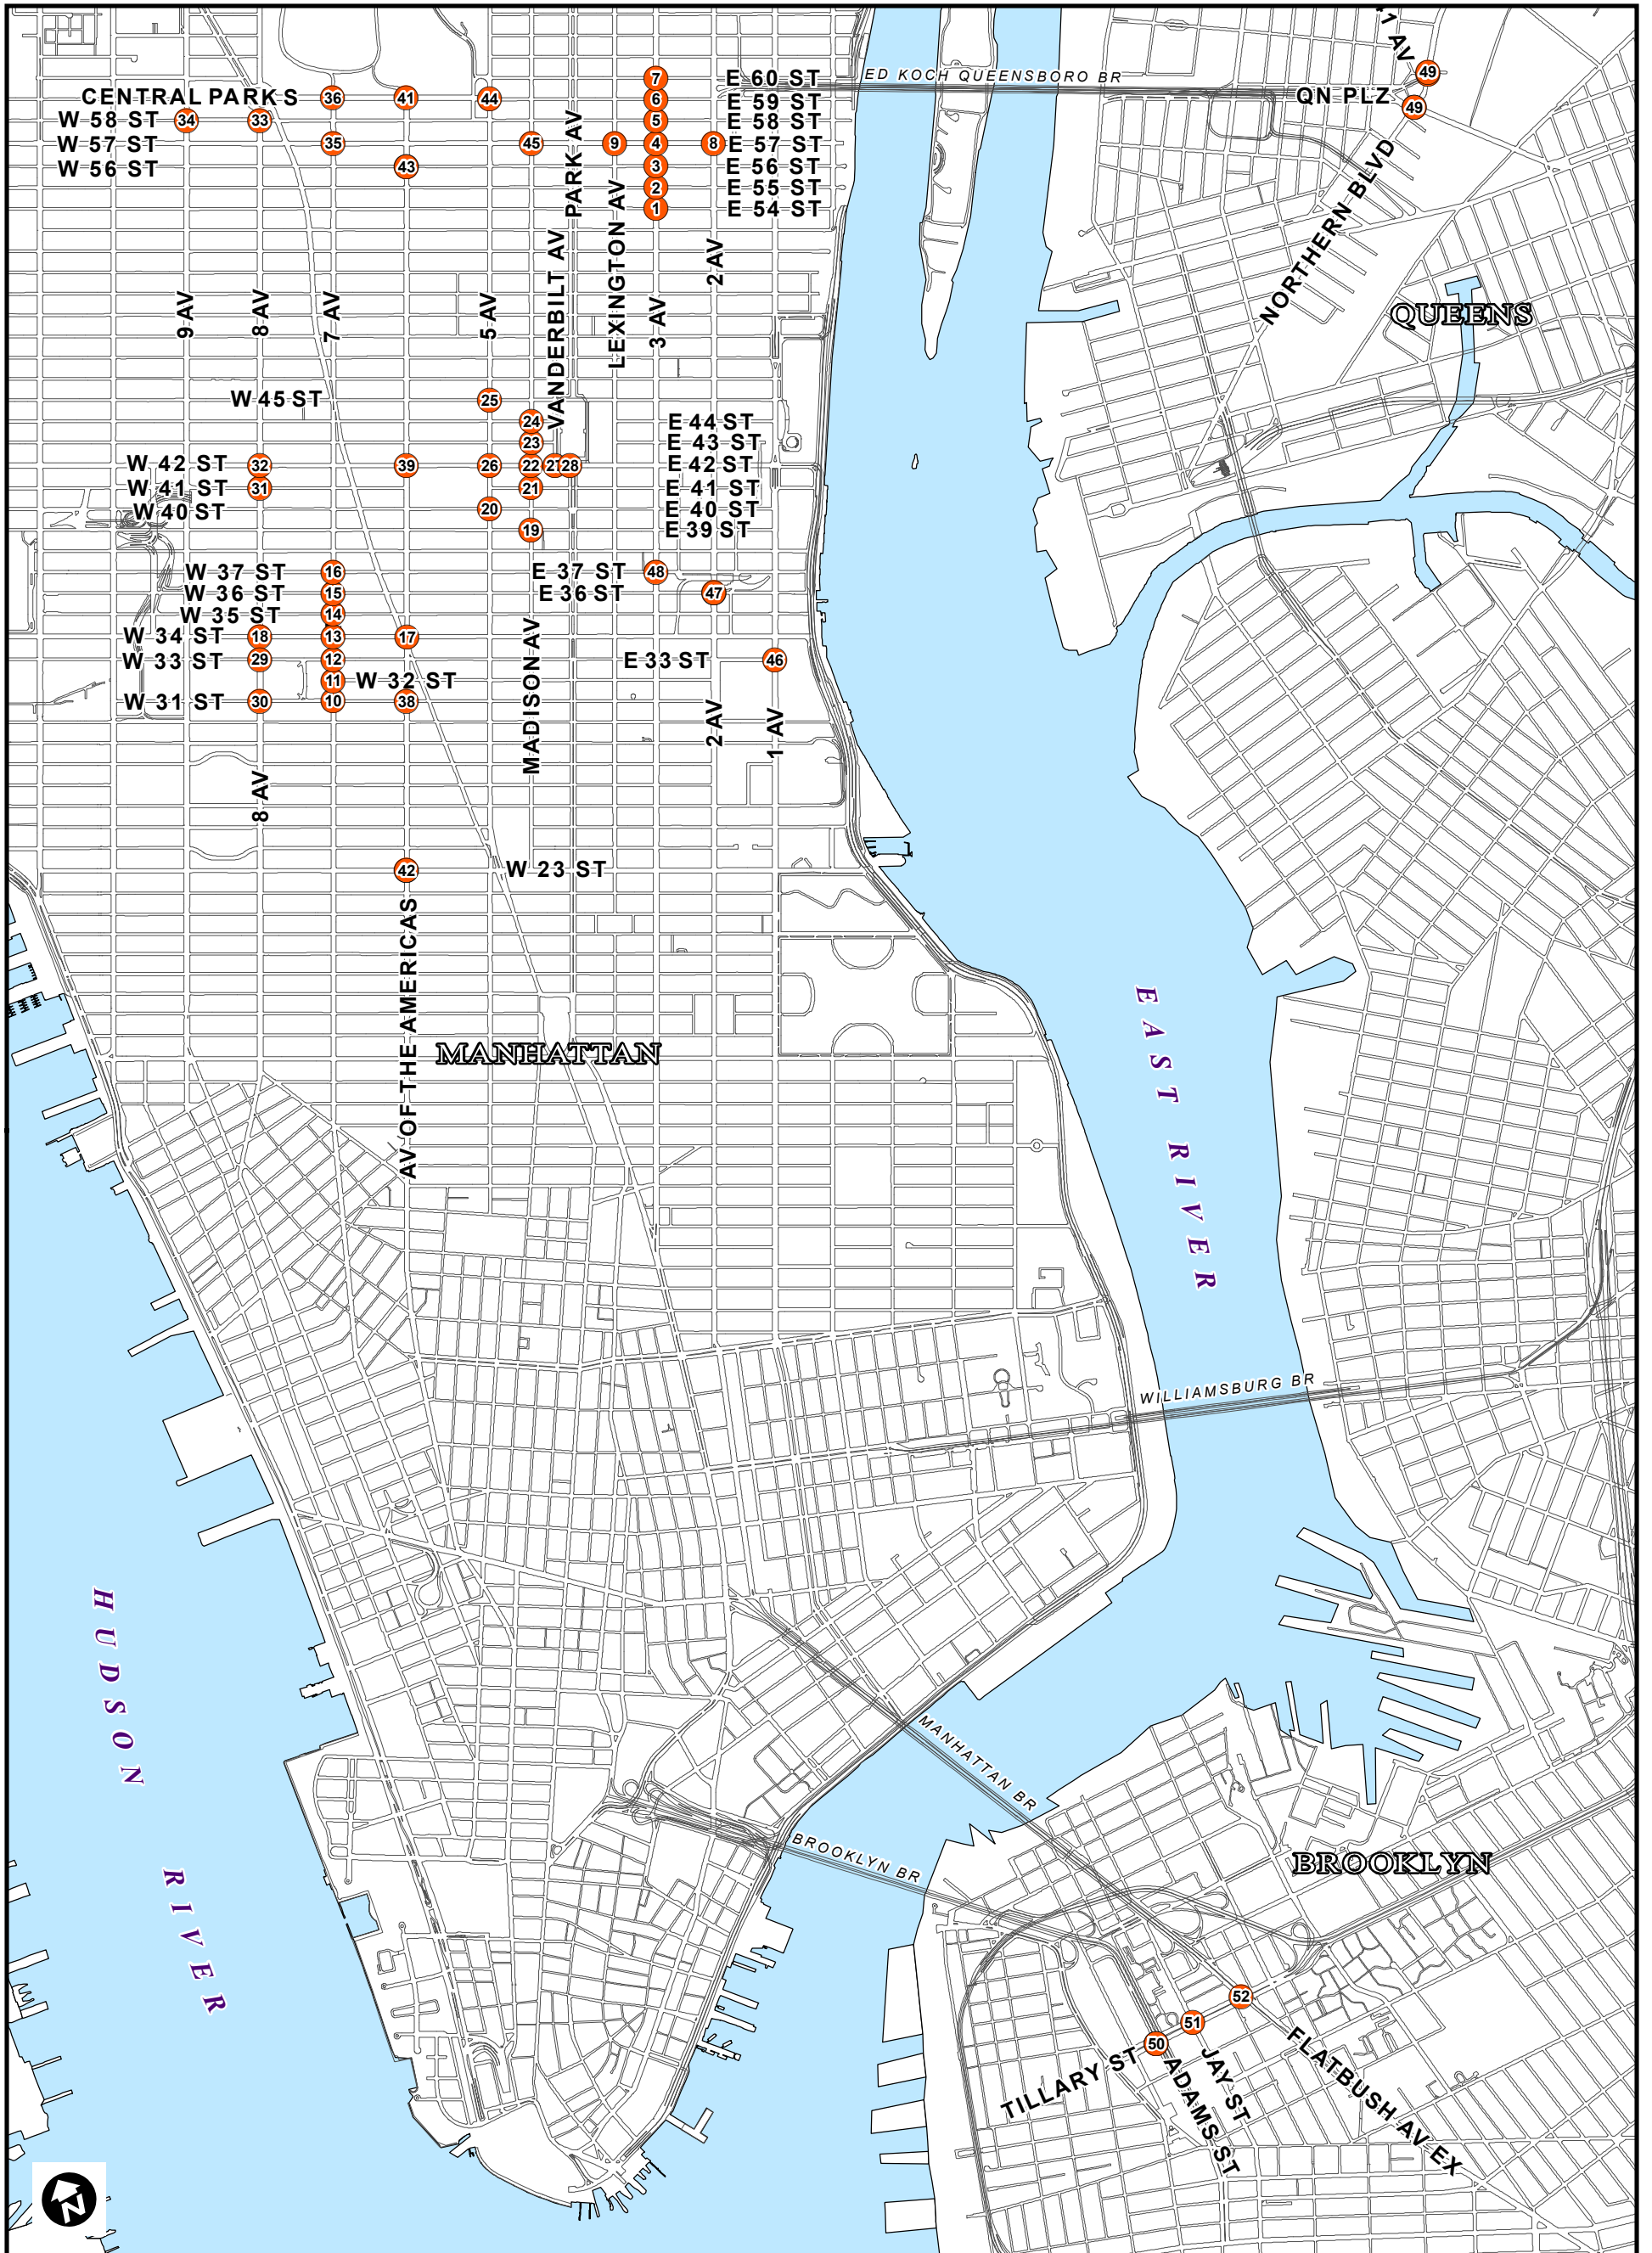 41 AV
49
7
E 60 ST
ED KOCH QUEENSBORO BR
CENTRAL PARK S
36
41
44
6
E 59 ST
QN PLZ
49
W 58 ST
34
33
5
E 58 ST
W 57 ST
35
45
9
4
8
E 57 ST
W 56 ST
43
3
E 56 ST
2
E 55 ST
1
E 54 ST
PARK AV
LEXINGTON AV
VANDERBILT AV
2 AV
NORTHERN BLVD
QUEENS
9 AV
8 AV
7 AV
5 AV
3 AV
W 45 ST
25
24
E 44 ST
23
E 43 ST
W 42 ST
32
39
26
22
27
28
E 42 ST
W 41 ST
31
21
E 41 ST
W 40 ST
20
E 40 ST
19
E 39 ST
W 37 ST
16
E 37 ST
48
W 36 ST
15
E 36 ST
47
W 35 ST
14
W 34 ST
18
13
17
W 33 ST
29
12
E 33 ST
46
11
W 32 ST
W 31 ST
30
10
38
MADISON AV
2 AV
1 AV
8 AV
42
W 23 ST
AV OF THE AMERICAS
MANHATTAN
EAST RIVER
WILLIAMSBURG BR
HUDSON RIVER
MANHATTAN BR
BROOKLYN BR
BROOKLYN
52
51
50
TILLARY ST
ADAMS ST
JAY ST
FLATBUSH AV EX
N